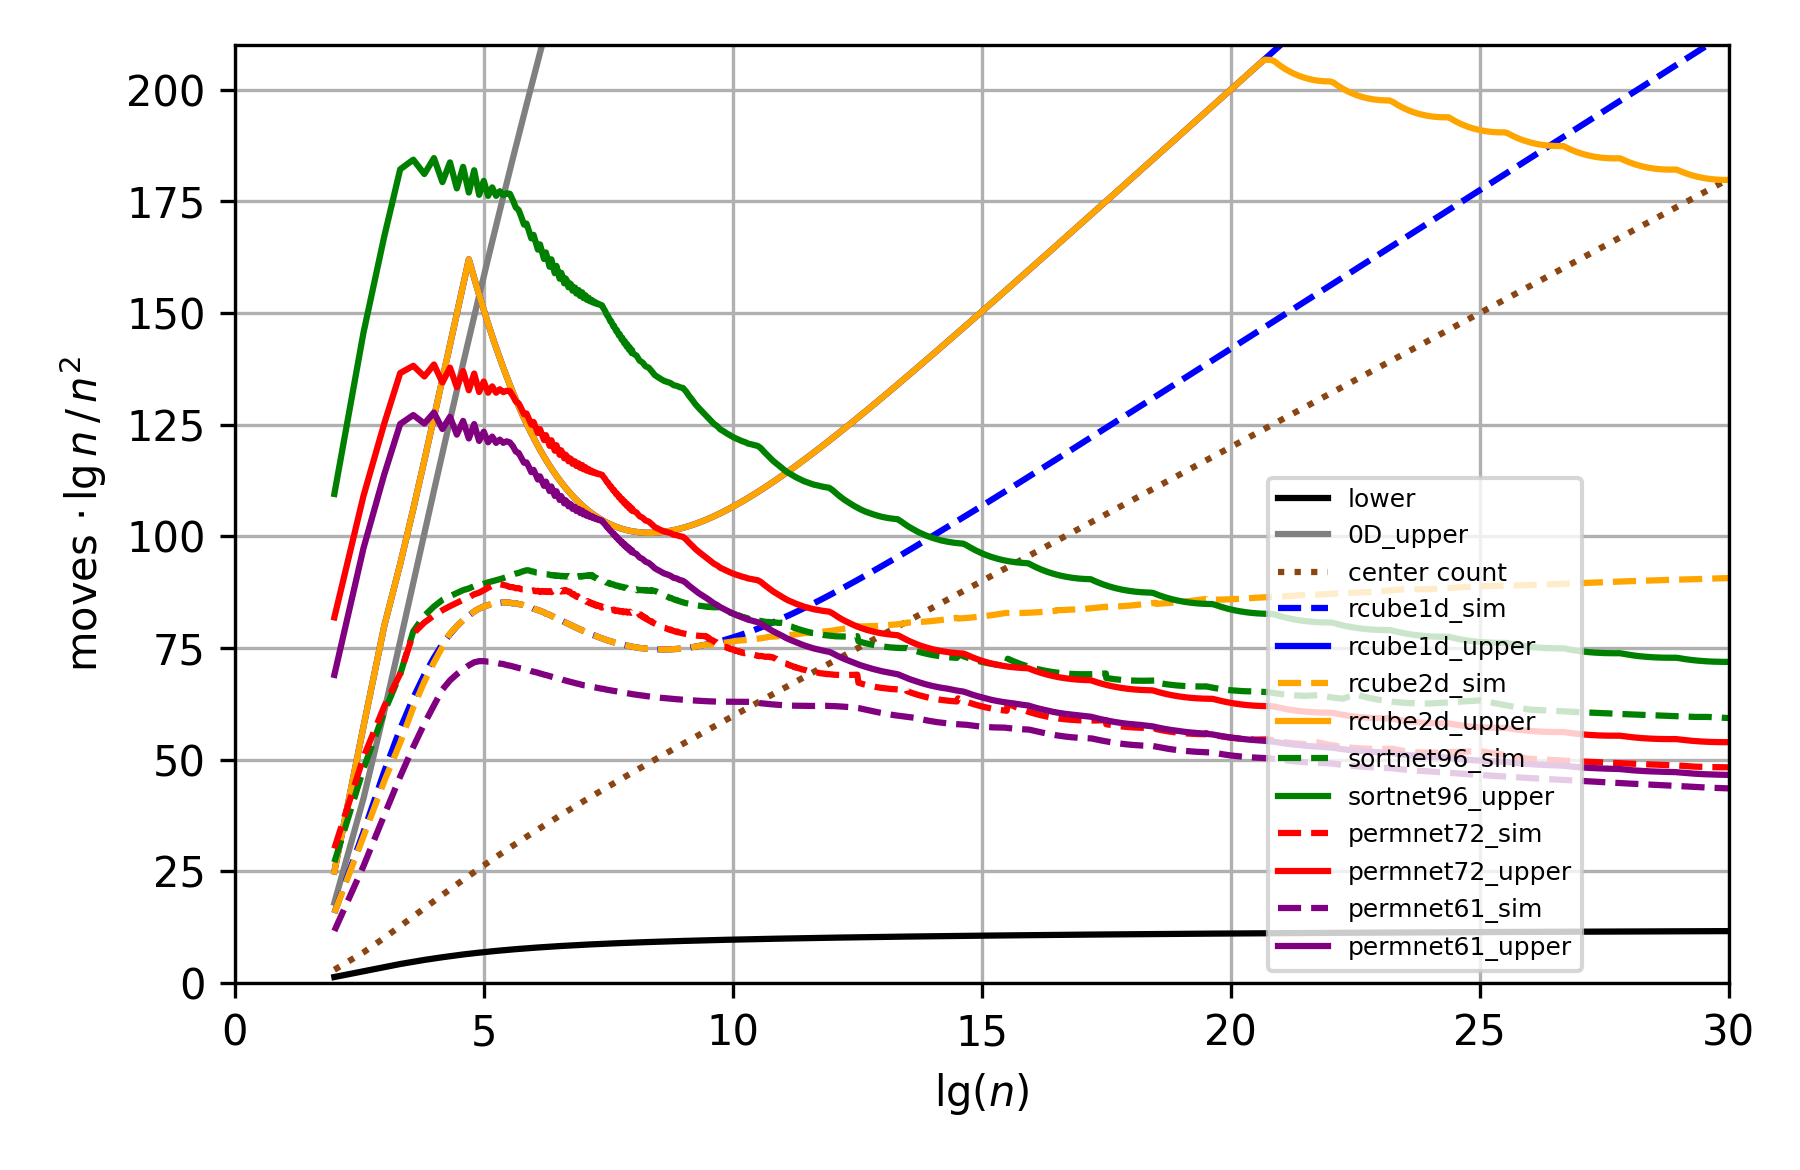 200
175
150
125
100
75
50
25
0
moves · lg n / n²
0 5 10 15 20 25 30
lg(n)
lower
0D_upper
center count
rcube1d_sim
rcube1d_upper
rcube2d_sim
rcube2d_upper
sortnet96_sim
sortnet96_upper
permnet72_sim
permnet72_upper
permnet61_sim
permnet61_upper